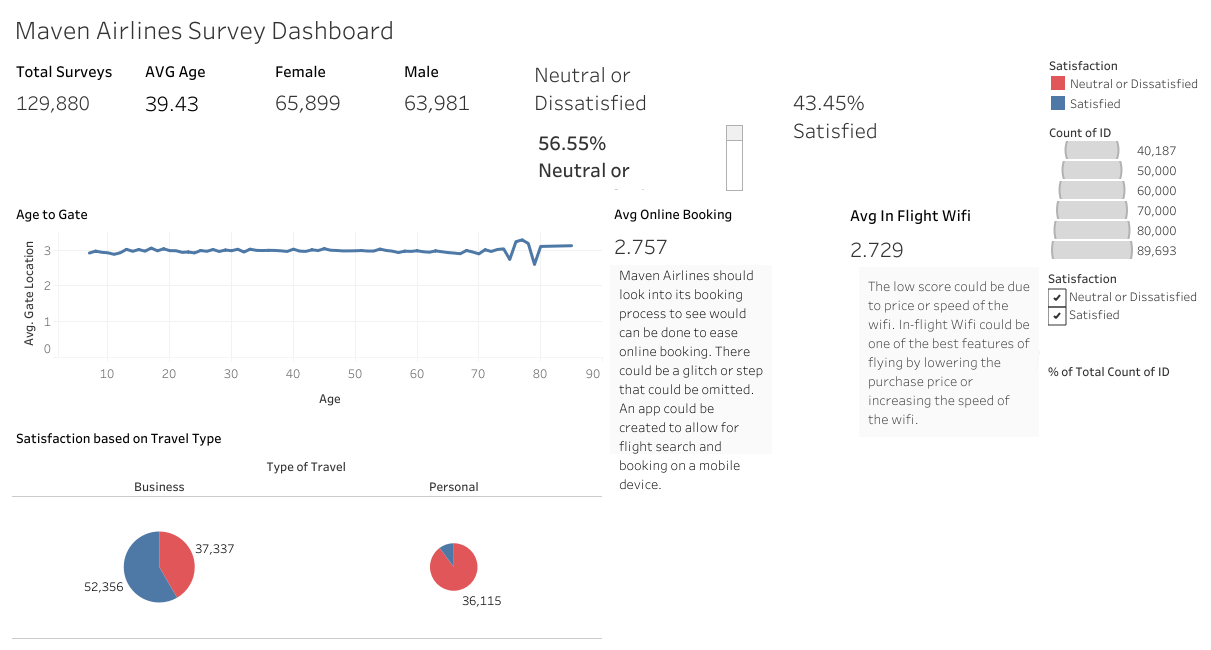 Maven Airlines Survey Dashboard
Total Surveys
129,880
AVG Age
39.43
Female
65,899
Male
63,981
Neutral or
Dissatisfied
56.55%
Neutral or
43.45%
Satisfied
Satisfaction
Neutral or Dissatisfied
Satisfied
Count of ID
40,187
50,000
60,000
70,000
80,000
89,693
Satisfaction
Neutral or Dissatisfied
Satisfied
% of Total Count of ID
Age to Gate
Avg. Gate Location
3
2
1
0
10
20
30
40
50
60
70
80
90
Age
Avg Online Booking
2.757
Maven Airlines should
look into its booking
process to see would
can be done to ease
online booking. There
could be a glitch or step
that could be omitted.
An app could be
created to allow for
flight search and
booking on a mobile
device.
Avg In Flight Wifi
2.729
The low score could be due
to price or speed of the
wifi. In-flight Wifi could be
one of the best features of
flying by lowering the
purchase price or
increasing the speed of
the wifi.
Satisfaction based on Travel Type
Type of Travel
Business
Personal
37,337
52,356
36,115